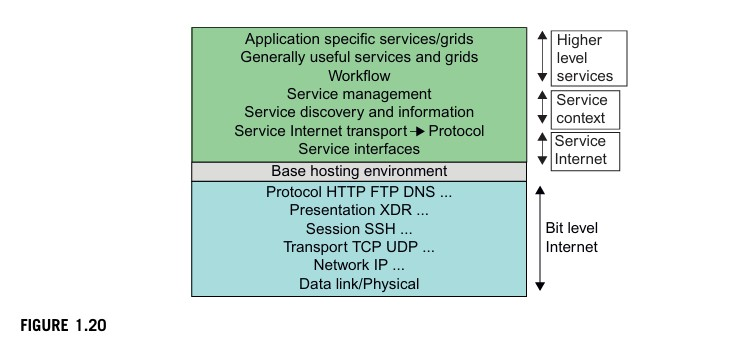 Application specific services/grids
Generally useful services and grids
Workflow
Service management
Service discovery and information
Service Internet transport → Protocol
Service interfaces
Base hosting environment
Protocol HTTP FTP DNS ...
Presentation XDR ...
Session SSH ...
Transport TCP UDP ...
Network IP ...
Data link/Physical
Higher
level
services
Service
context
Service
Internet
Bit level
Internet
FIGURE 1.20